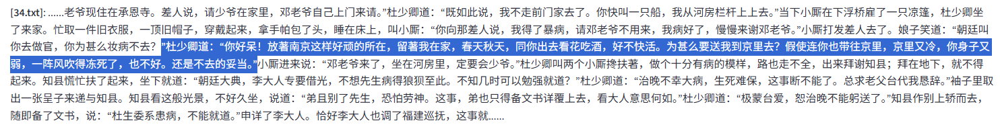 [34.txt]: ......老爷现住在承恩寺。差人说，请少爷在家里，邓老爷自己上门来请。”杜少卿道：“既如此说，我不走前门家去了。你快叫一只船，我从河房栏杆上上去。”当下小厮在下浮桥雇了一只凉篷，杜少卿坐
了来家。忙取一件旧衣服，一顶旧帽子，穿戴起来，拿手帕包了头，睡在床上，叫小厮：“你向那差人说，我得了暴病，请邓老爷不用来，我病好了，慢慢来谢邓老爷。”小厮打发差人去了。娘子笑道：“朝廷叫
你去做官，你为甚么妆病不去？”杜少卿道：“你好呆！放著南京这样好顽的所在，留著我在家，春天秋天，同你出去看花吃酒，好不快活。为甚么要送我到京里去？假使连你也带往京里，京里又冷，你身子又
弱，一阵风吹得冻死了，也不好。还是不去的妥当。”小厮进来说：“邓老爷来了，坐在河房里，定要会少爷。”杜少卿叫两个小厮搀扶著，做个十分有病的模样，路也走不全，出来拜谢知县；拜在地下，就不得
起来。知县慌忙扶了起来，坐下就道：“朝廷大典，李大人专要借光，不想先生病得狼狈至此。不知几时可以勉强就道？”杜少卿道：“治晚不幸大病，生死难保，这事断不能了。总求老父台代我恳辞。”袖子里取
出一张呈子来递与知县。知县看这般光景，不好久坐，说道：“弟且别了先生，恐怕劳神。这事，弟也只得备文书详覆上去，看大人意思何如。”杜少卿道：“极蒙台爱，恕治晚不能躬送了。”知县作别上轿而去，
随即备了文书，说：“杜生委系患病，不能就道。”申详了李大人。恰好李大人也调了福建巡抚，这事就......